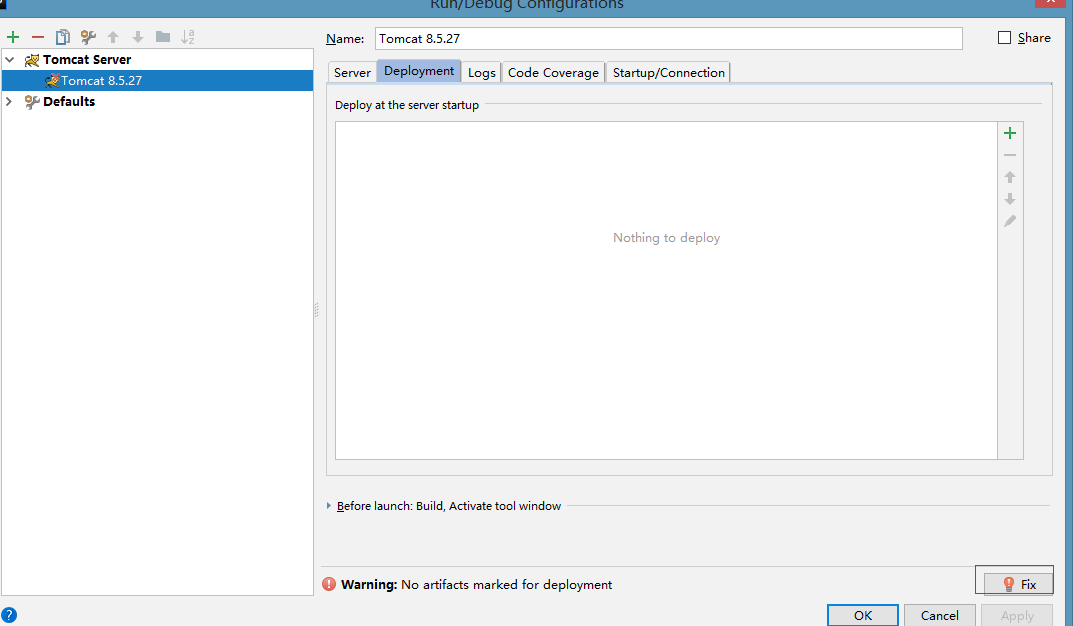 Run/Debug Configurations
Name: Tomcat 8.5.27 Share
Tomcat Server
Tomcat 8.5.27
Defaults
Server Deployment Logs Code Coverage Startup/Connection
Deploy at the server startup
Nothing to deploy
Before launch: Build, Activate tool window
Warning: No artifacts marked for deployment
Fix
? OK Cancel Apply